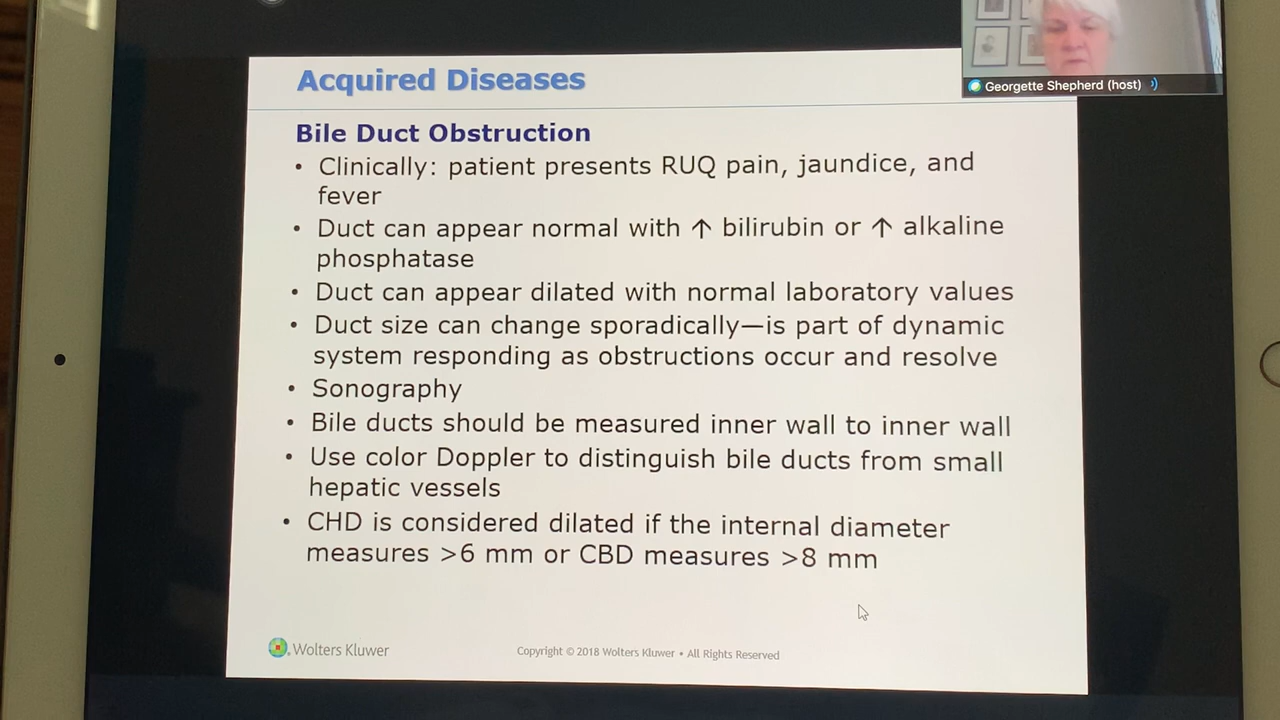 Acquired Diseases
Georgette Shepherd (host)
Bile Duct Obstruction
• Clinically: patient presents RUQ pain, jaundice, and
fever
• Duct can appear normal with ↑ bilirubin or ↑ alkaline
phosphatase
• Duct can appear dilated with normal laboratory values
• Duct size can change sporadically—is part of dynamic
system responding as obstructions occur and resolve
• Sonography
• Bile ducts should be measured inner wall to inner wall
• Use color Doppler to distinguish bile ducts from small
hepatic vessels
• CHD is considered dilated if the internal diameter
measures >6 mm or CBD measures >8 mm
Wolters Kluwer
Copyright © 2018 Wolters Kluwer • All Rights Reserved